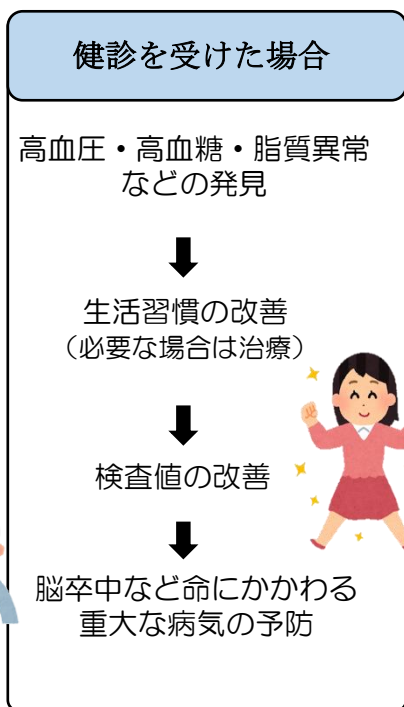 健診を受けた場合
高血圧・高血糖・脂質異常
などの発見
生活習慣の改善
（必要な場合は治療）
検査値の改善
脳卒中など命にかかわる
重大な病気の予防